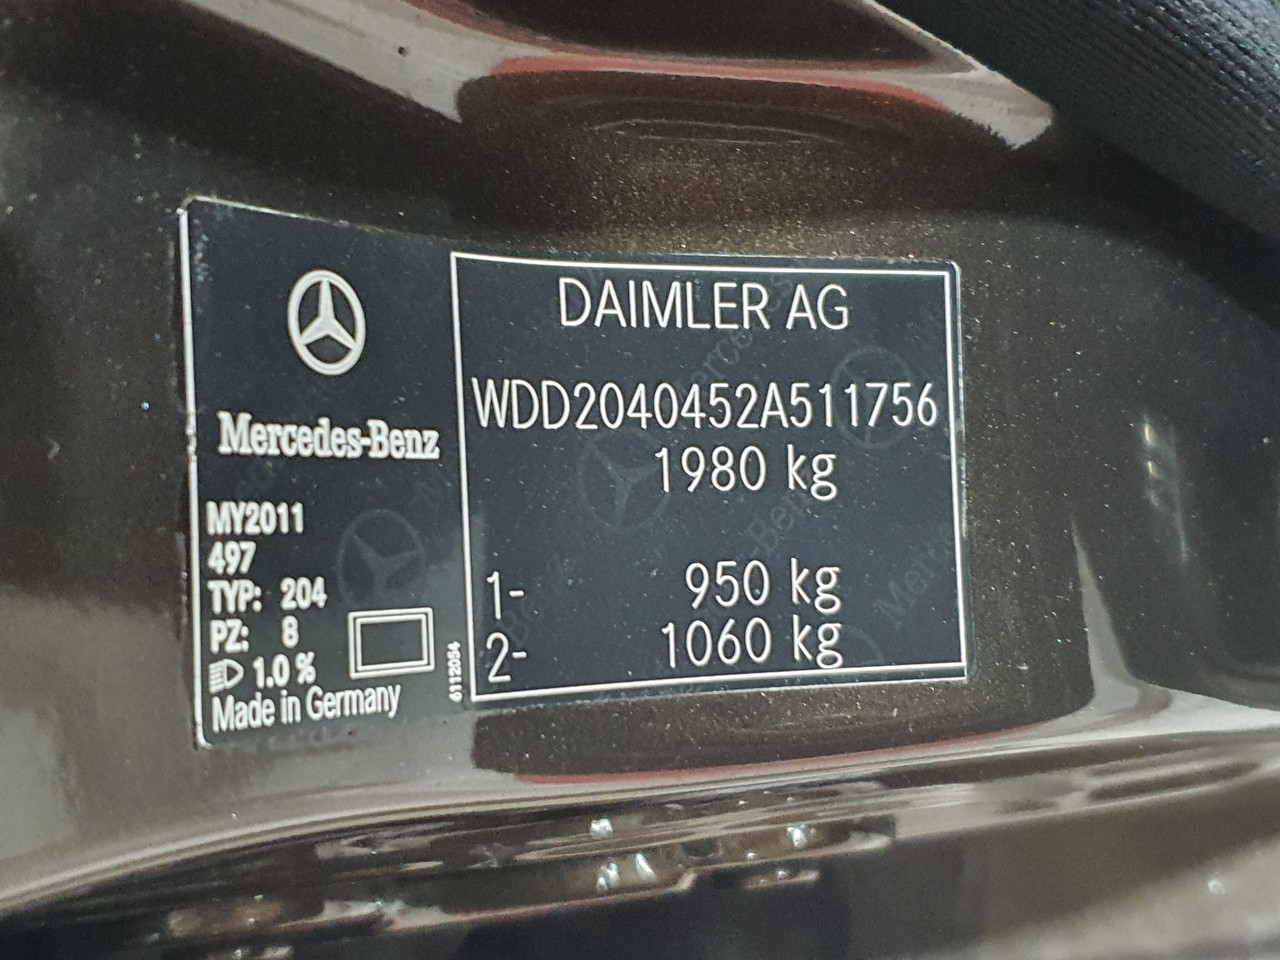 Mercedes-Benz
MY2011
497
TYP: 204
PZ: 8
1.0 %
Made in Germany
6112054
DAIMLER AG
WDD2040452A511756
1980 kg
1- 950 kg
2- 1060 kg